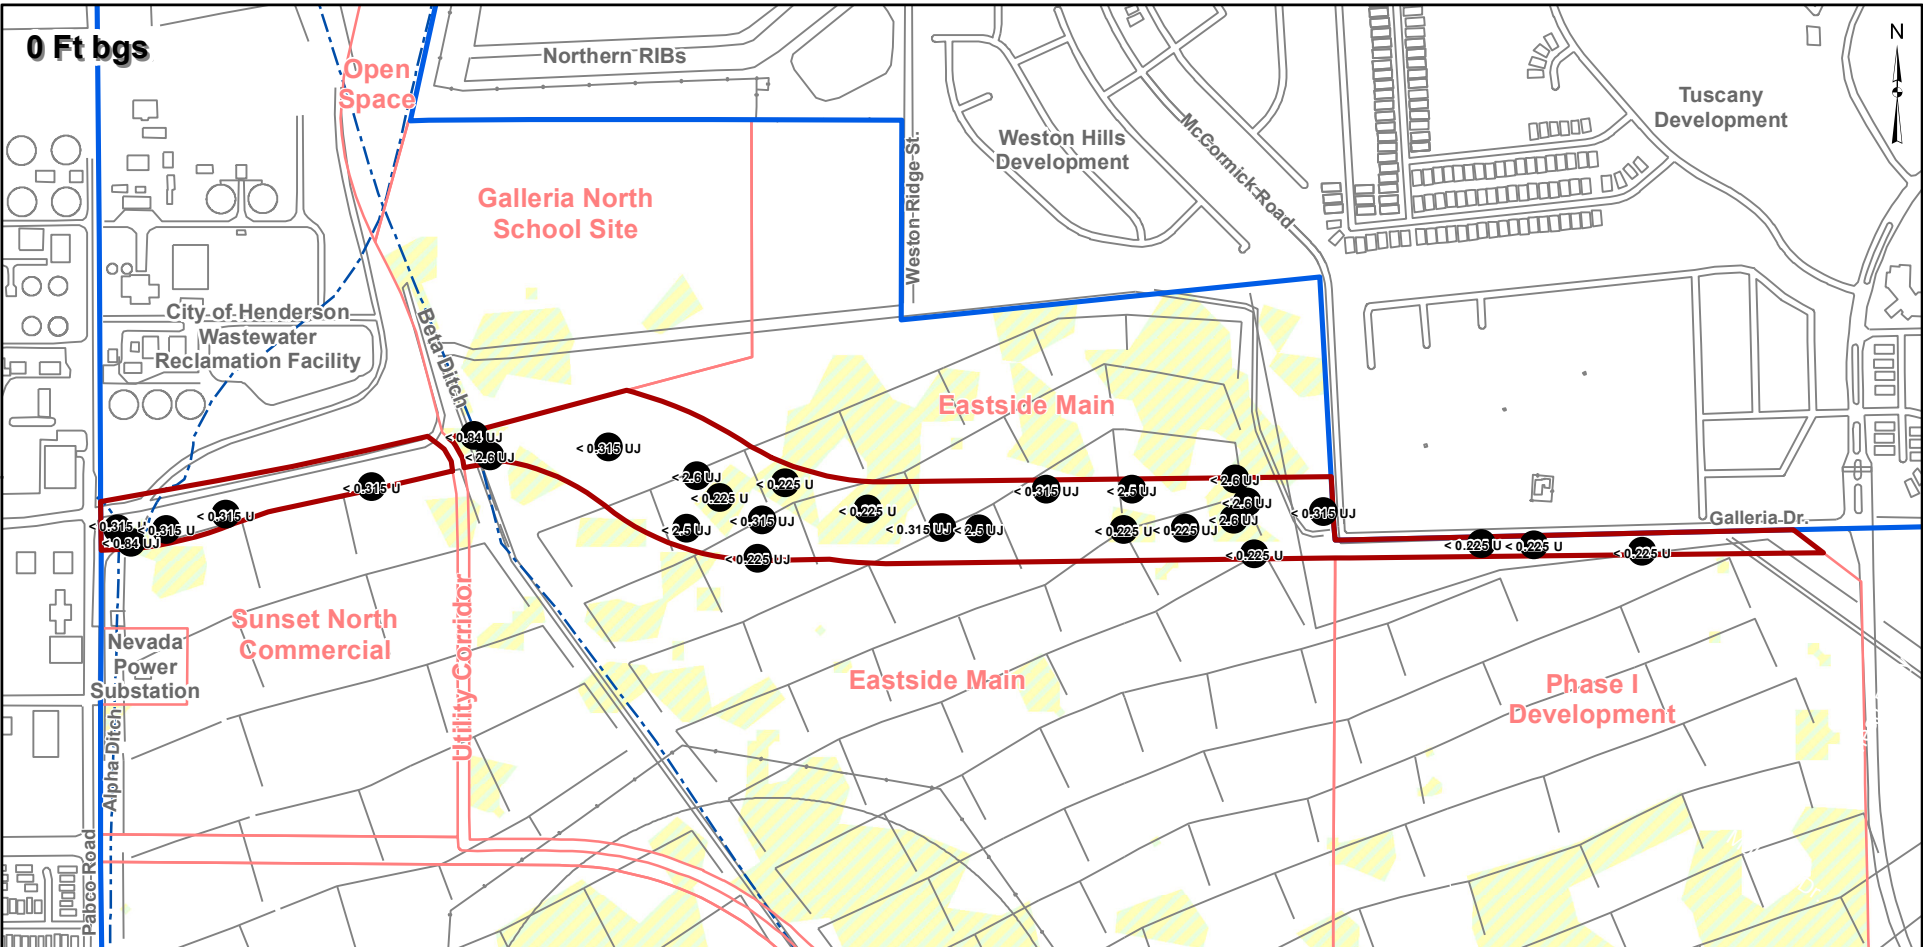 0 Ft bgs
N
Open
Space
Northern RIBs
Tuscany
Development
Weston Hills
Development
McCormick Road
Weston Ridge St.
Galleria North
School Site
City of Henderson
Wastewater
Reclamation Facility
Beta Ditch
Eastside Main
< 0.84 UJ
< 2.6 UJ
< 0.315 UJ
< 2.6 UJ
< 0.225 U
< 0.225 U
< 0.315 UJ
< 2.5 UJ
< 2.6 UJ
< 2.6 UJ
< 2.6 UJ
< 0.315 UJ
< 0.315 U
< 0.315 U
< 0.315 U
< 0.84 UJ
< 2.5 UJ
< 0.315 UJ
< 0.225 U
< 0.315 UJ
< 2.5 UJ
< 0.225 U
< 0.225 UJ
< 0.225 UJ
< 0.225 U
< 0.225 U
< 0.225 U
< 0.225 U
Galleria Dr.
Sunset North
Commercial
Nevada
Power
Substation
Utility Corridor
Eastside Main
Phase I
Development
Alpha Ditch
Pabco Road